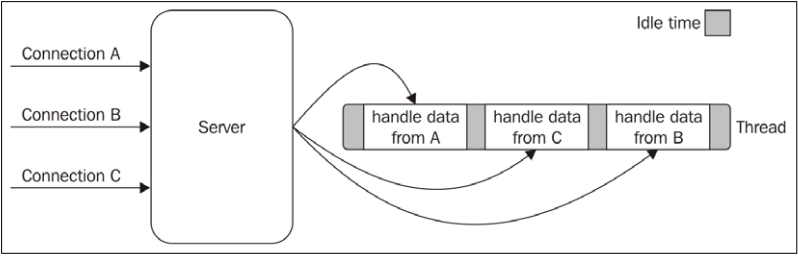 Idle time
Connection A
Connection B
Connection C
Server
handle data
from A
handle data
from C
handle data
from B
Thread